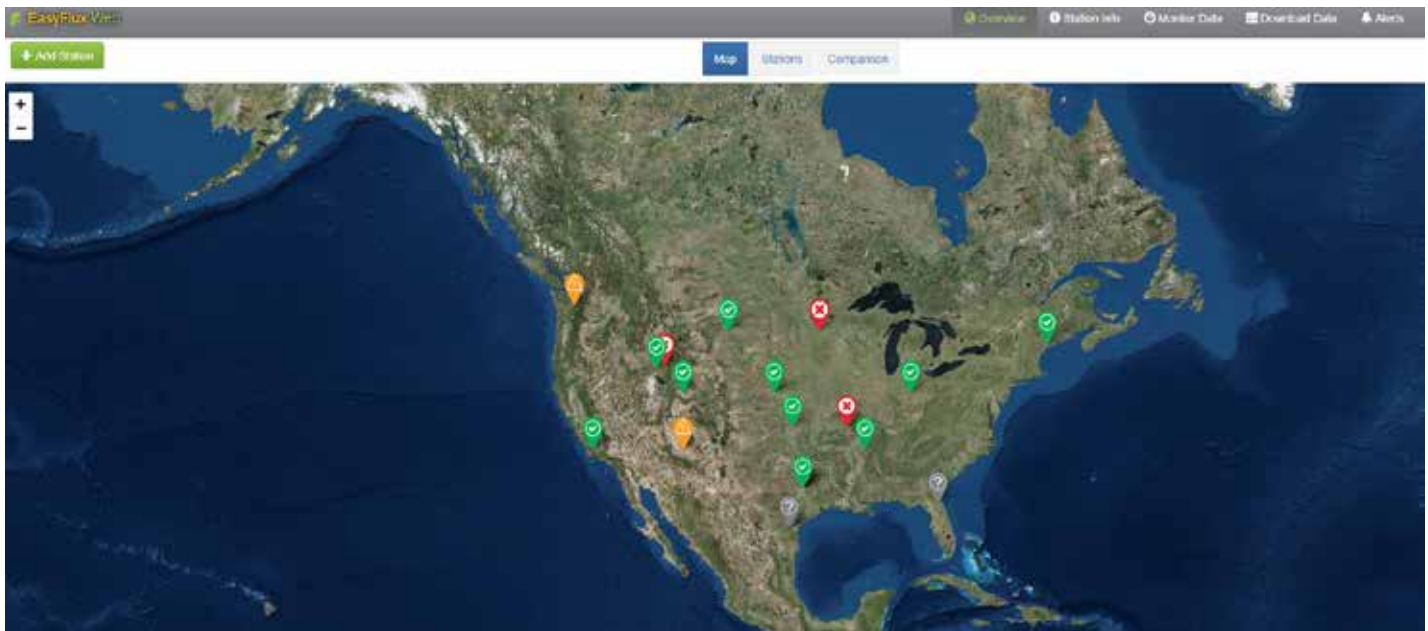 EasyFlux Web
Overview Station Info Monitor Data Download Data Alerts
+ Add Station
Map Stations Comparison
+
−